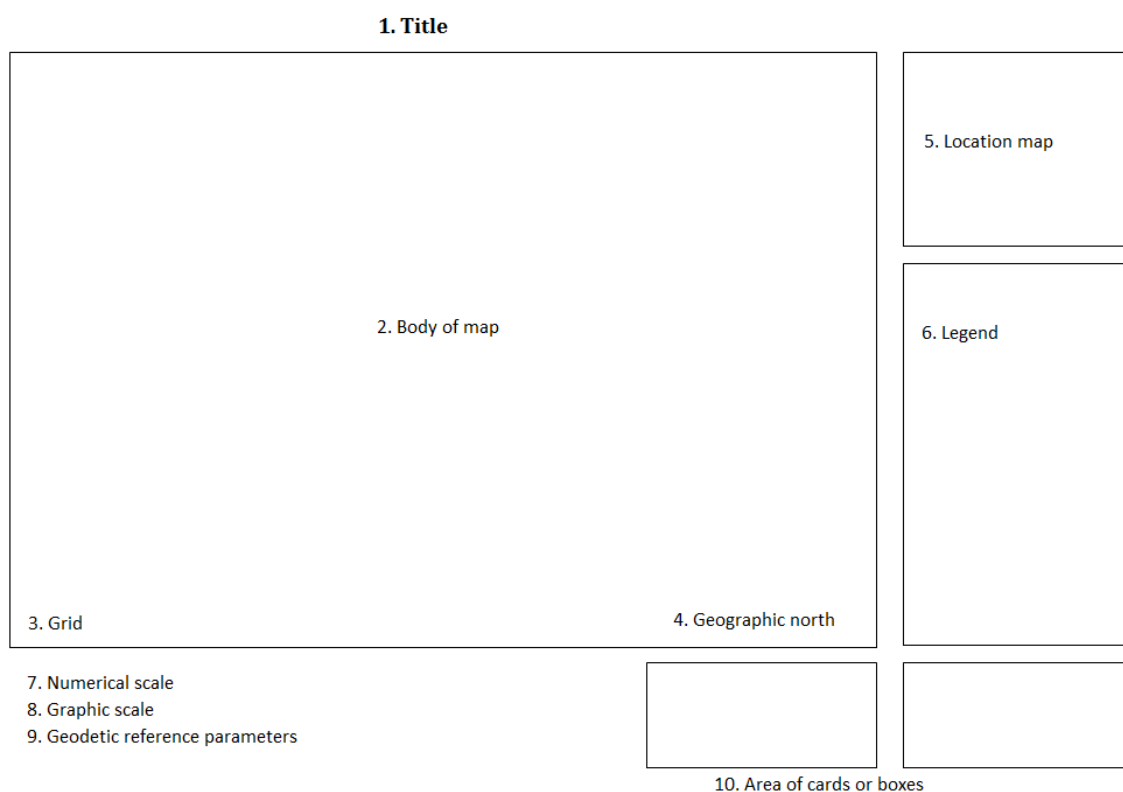 1. Title
5. Location map
2. Body of map
6. Legend
3. Grid
4. Geographic north
7. Numerical scale
8. Graphic scale
9. Geodetic reference parameters
10. Area of cards or boxes